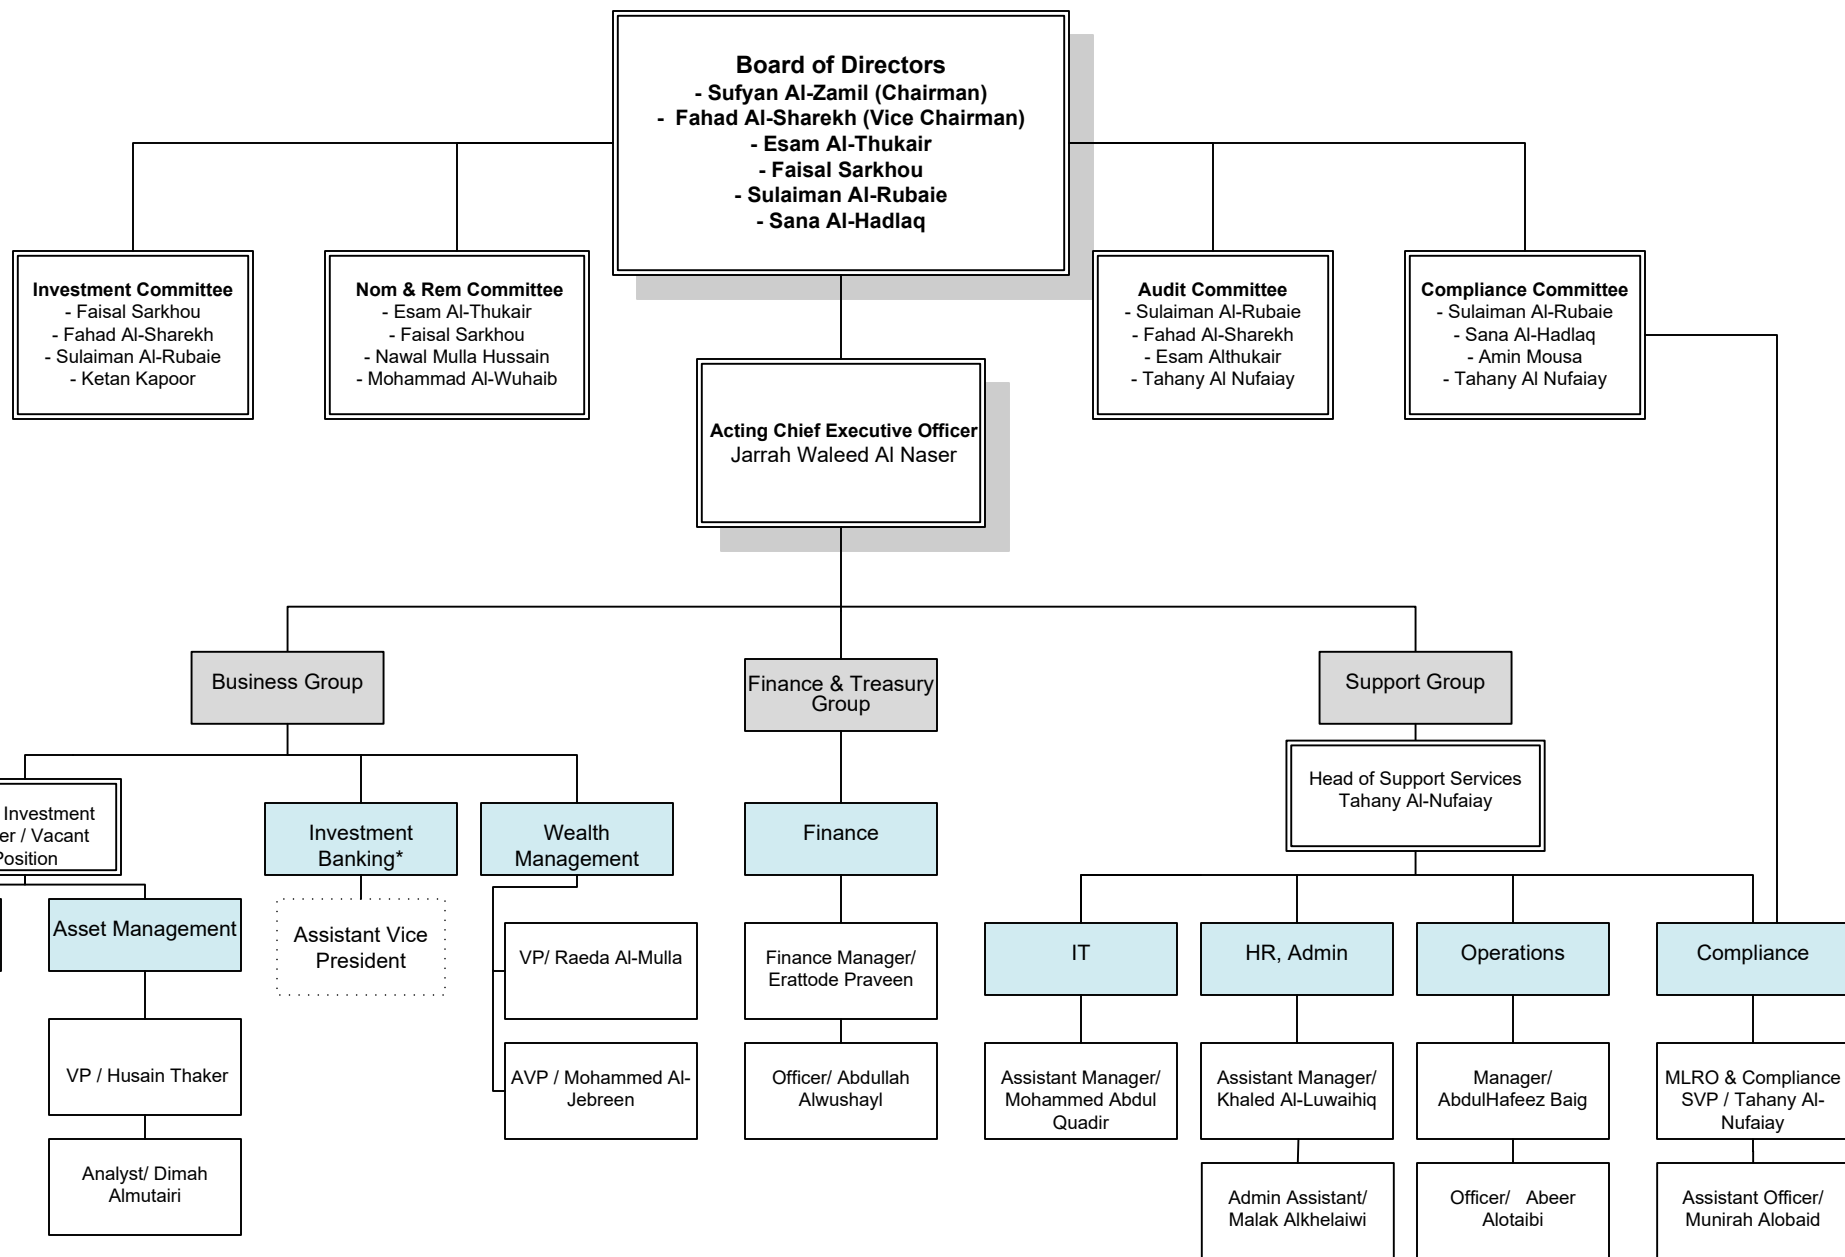 Board of Directors
- Sufyan Al-Zamil (Chairman)
- Fahad Al-Sharekh (Vice Chairman)
- Esam Al-Thukair
- Faisal Sarkhou
- Sulaiman Al-Rubaie
- Sana Al-Hadlaq
Investment Committee
- Faisal Sarkhou
- Fahad Al-Sharekh
- Sulaiman Al-Rubaie
- Ketan Kapoor
Nom & Rem Committee
- Esam Al-Thukair
- Faisal Sarkhou
- Nawal Mulla Hussain
- Mohammad Al-Wuhaib
Audit Committee
- Sulaiman Al-Rubaie
- Fahad Al-Sharekh
- Esam Althukair
- Tahany Al Nufaiay
Compliance Committee
- Sulaiman Al-Rubaie
- Sana Al-Hadlaq
- Amin Mousa
- Tahany Al Nufaiay
Acting Chief Executive Officer
Jarrah Waleed Al Naser
Business Group
Finance & Treasury
Group
Support Group
Head of Support Services
Tahany Al-Nufaiay
Investment
er / Vacant
Position
Investment
Banking*
Wealth
Management
Finance
Asset Management
Assistant Vice
President
VP/ Raeda Al-Mulla
Finance Manager/
Erattode Praveen
IT
HR, Admin
Operations
Compliance
VP / Husain Thaker
AVP / Mohammed Al-
Jebreen
Officer/ Abdullah
Alwushayl
Assistant Manager/
Mohammed Abdul
Quadir
Assistant Manager/
Khaled Al-Luwaihiq
Manager/
AbdulHafeez Baig
MLRO & Compliance
SVP / Tahany Al-
Nufaiay
Analyst/ Dimah
Almutairi
Admin Assistant/
Malak Alkhelaiwi
Officer/ Abeer
Alotaibi
Assistant Officer/
Munirah Alobaid